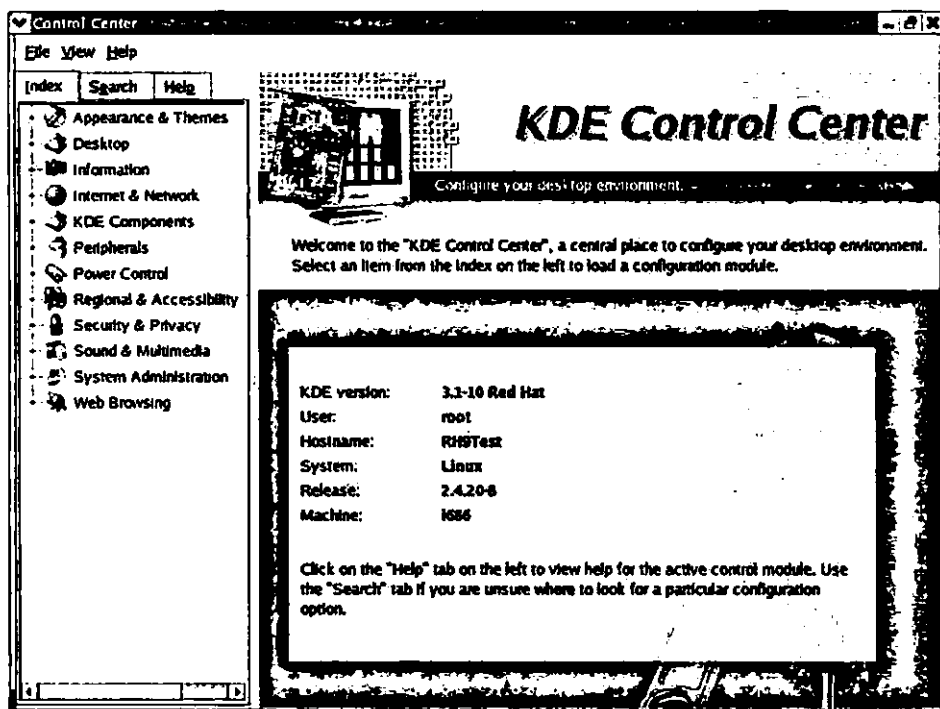 Control Center
File View Help
Index Search Help
Appearance & Themes
Desktop
Information
Internet & Network
KDE Components
Peripherals
Power Control
Regional & Accessibility
Security & Privacy
Sound & Multimedia
System Administration
Web Browsing
KDE Control Center
Configure your desktop environment.
Welcome to the "KDE Control Center", a central place to configure your desktop environment.
Select an item from the index on the left to load a configuration module.
KDE version: 3.1-10 Red Hat
User: root
Hostname: RH9Test
System: Linux
Release: 2.4.20-8
Machine: i686
Click on the "Help" tab on the left to view help for the active control module. Use
the "Search" tab if you are unsure where to look for a particular configuration
option.